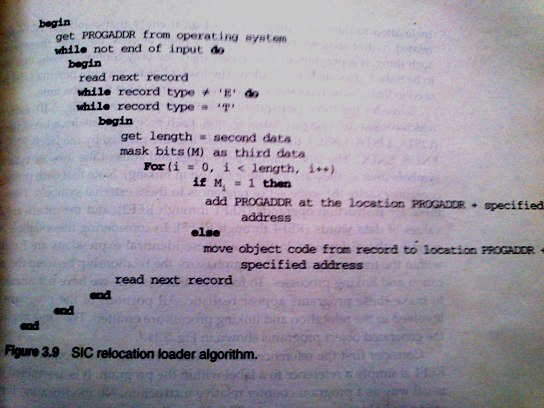 begin
get PROGADDR from operating system
while not end of input do
begin
read next record
while record type ≠ 'E' do
while record type = 'T'
begin
get length = second data
mask bits(M) as third data
For(i = 0, i < length, i++)
if Mi = 1 then
add PROGADDR at the location PROGADDR + specified
address
else
move object code from record to location PROGADDR +
specified address
read next record
end
end
end
Figure 3.9 SIC relocation loader algorithm.